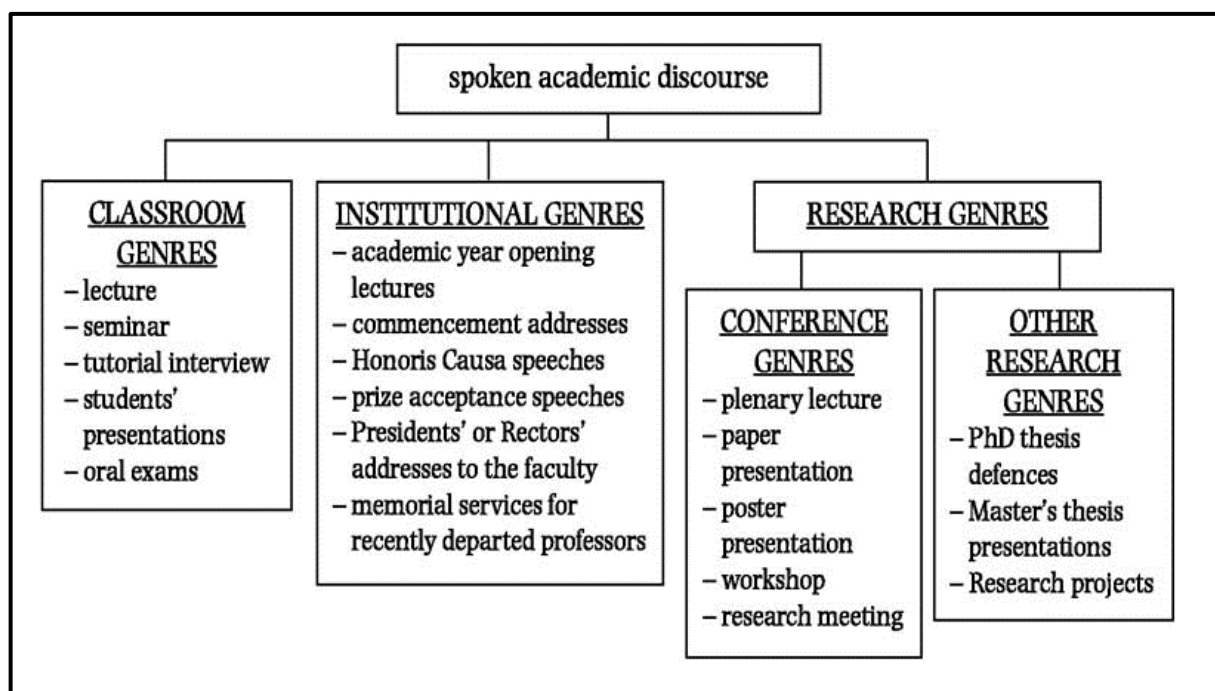 spoken academic discourse
CLASSROOM
GENRES
– lecture
– seminar
– tutorial interview
– students’
presentations
– oral exams
INSTITUTIONAL GENRES
– academic year opening
lectures
– commencement addresses
– Honoris Causa speeches
– prize acceptance speeches
– Presidents’ or Rectors’
addresses to the faculty
– memorial services for
recently departed professors
RESEARCH GENRES
CONFERENCE
GENRES
– plenary lecture
– paper
presentation
– poster
presentation
– workshop
– research meeting
OTHER
RESEARCH
GENRES
– PhD thesis
defences
– Master’s thesis
presentations
– Research projects